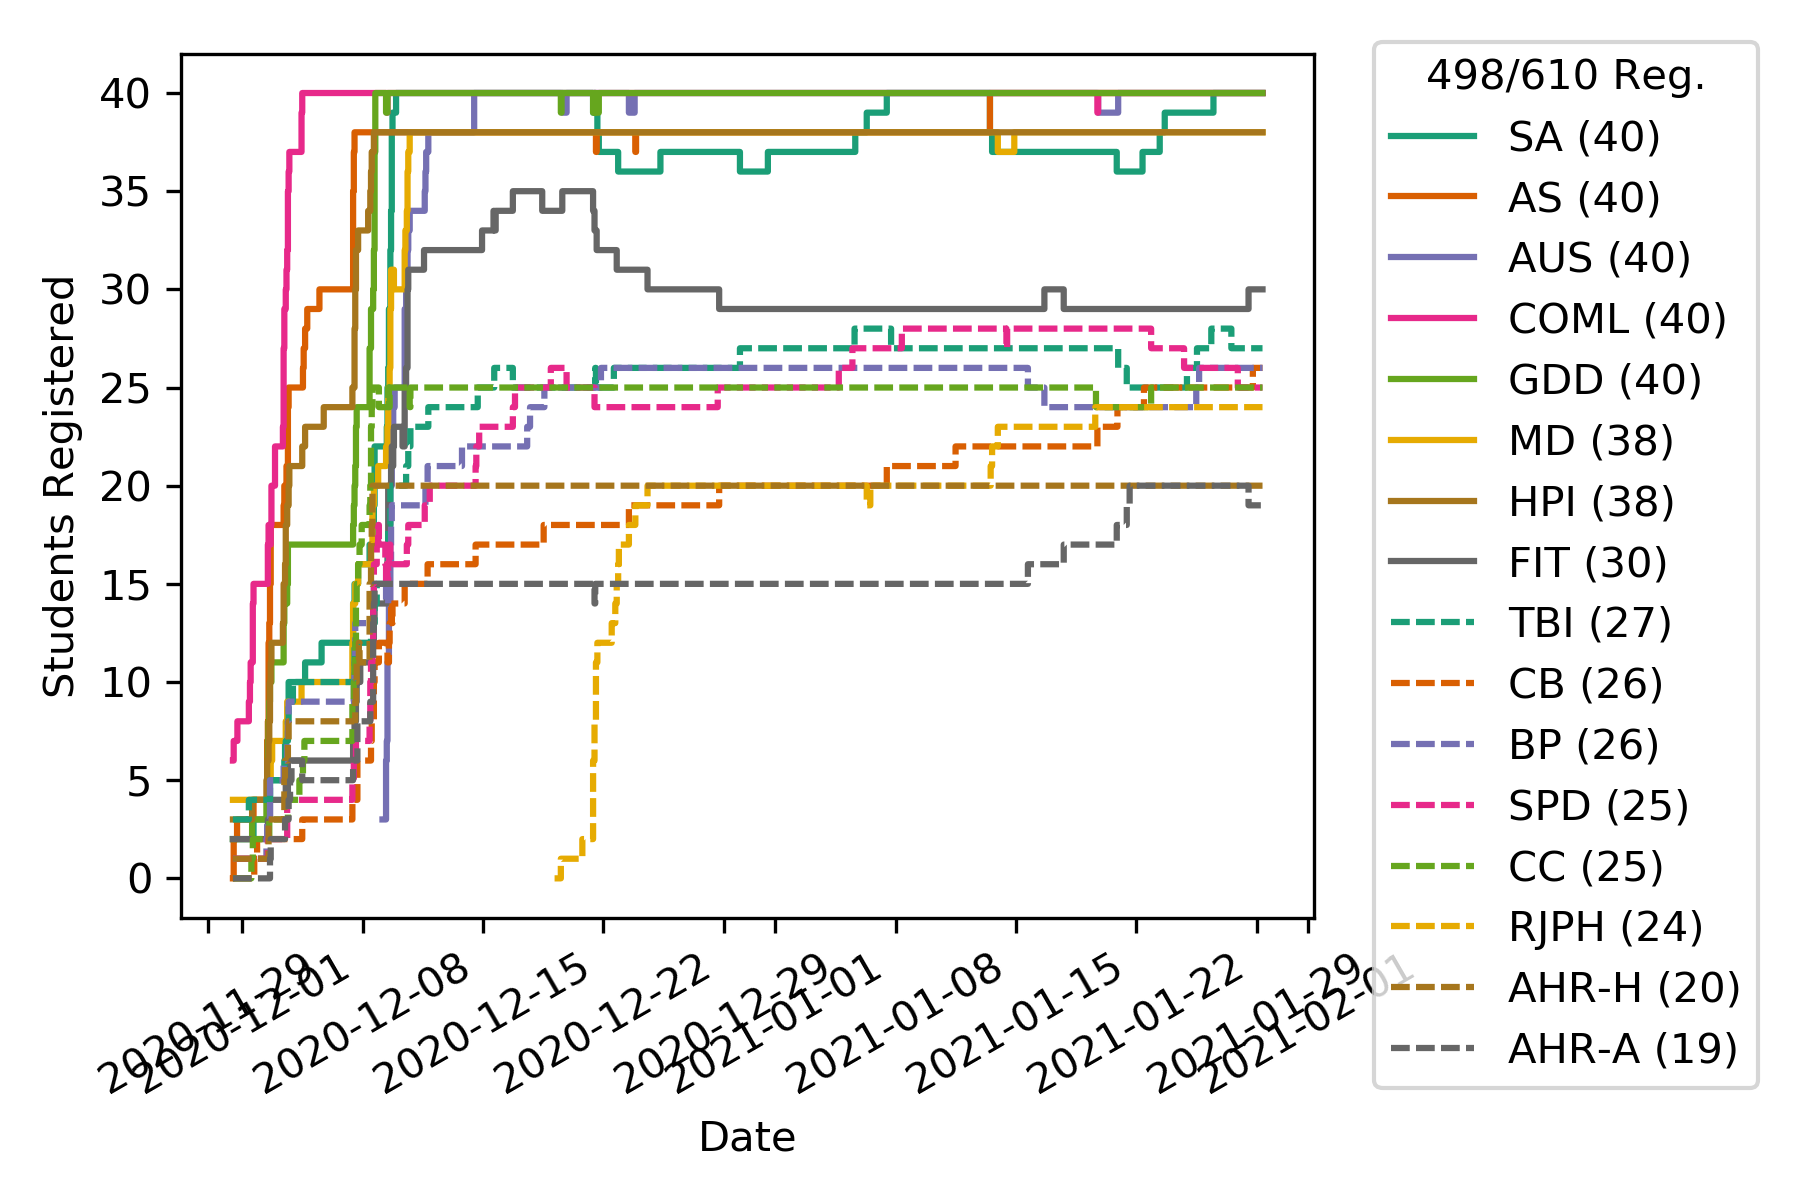 40
35
30
25
20
15
10
5
0
Students Registered
2020-11-29
2020-12-01
2020-12-08
2020-12-15
2020-12-22
2020-12-29
2021-01-01
2021-01-08
2021-01-15
2021-01-22
2021-01-29
2021-02-01
Date
498/610 Reg.
SA (40)
AS (40)
AUS (40)
COML (40)
GDD (40)
MD (38)
HPI (38)
FIT (30)
TBI (27)
CB (26)
BP (26)
SPD (25)
CC (25)
RJPH (24)
AHR-H (20)
AHR-A (19)